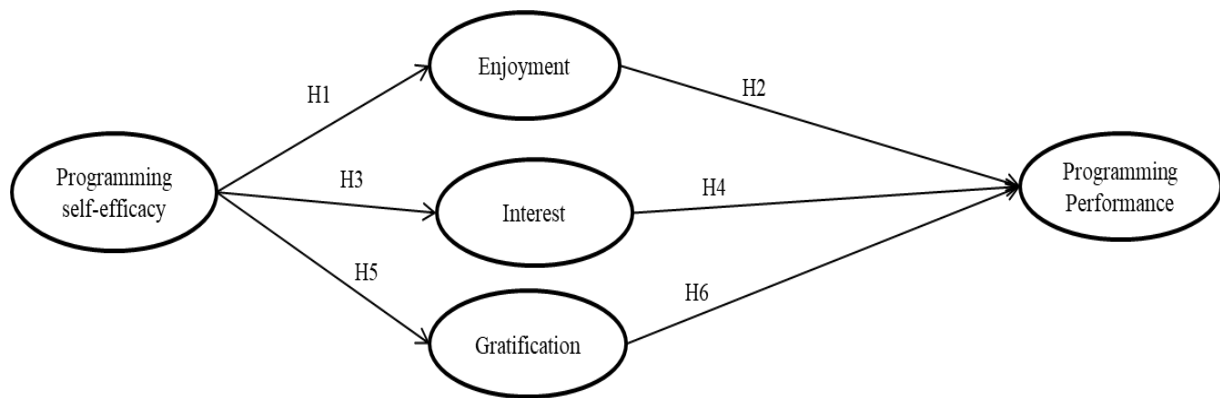 Enjoyment
H1
H2
Programming
self-efficacy
H3
Interest
H4
Programming
Performance
H5
Gratification
H6